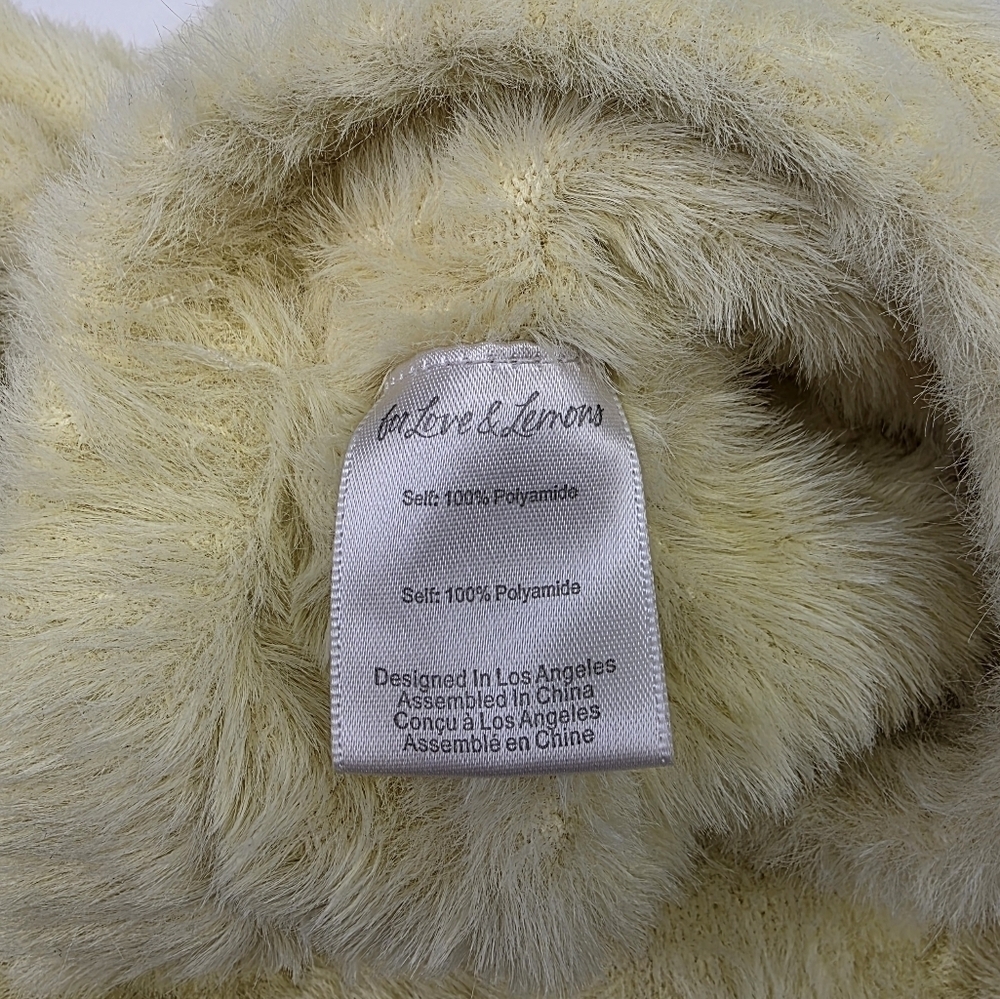 for Love & Lemons
Self: 100% Polyamide
Self: 100% Polyamide
Designed In Los Angeles
Assembled In China
Conçu à Los Angeles
Assemblé en Chine